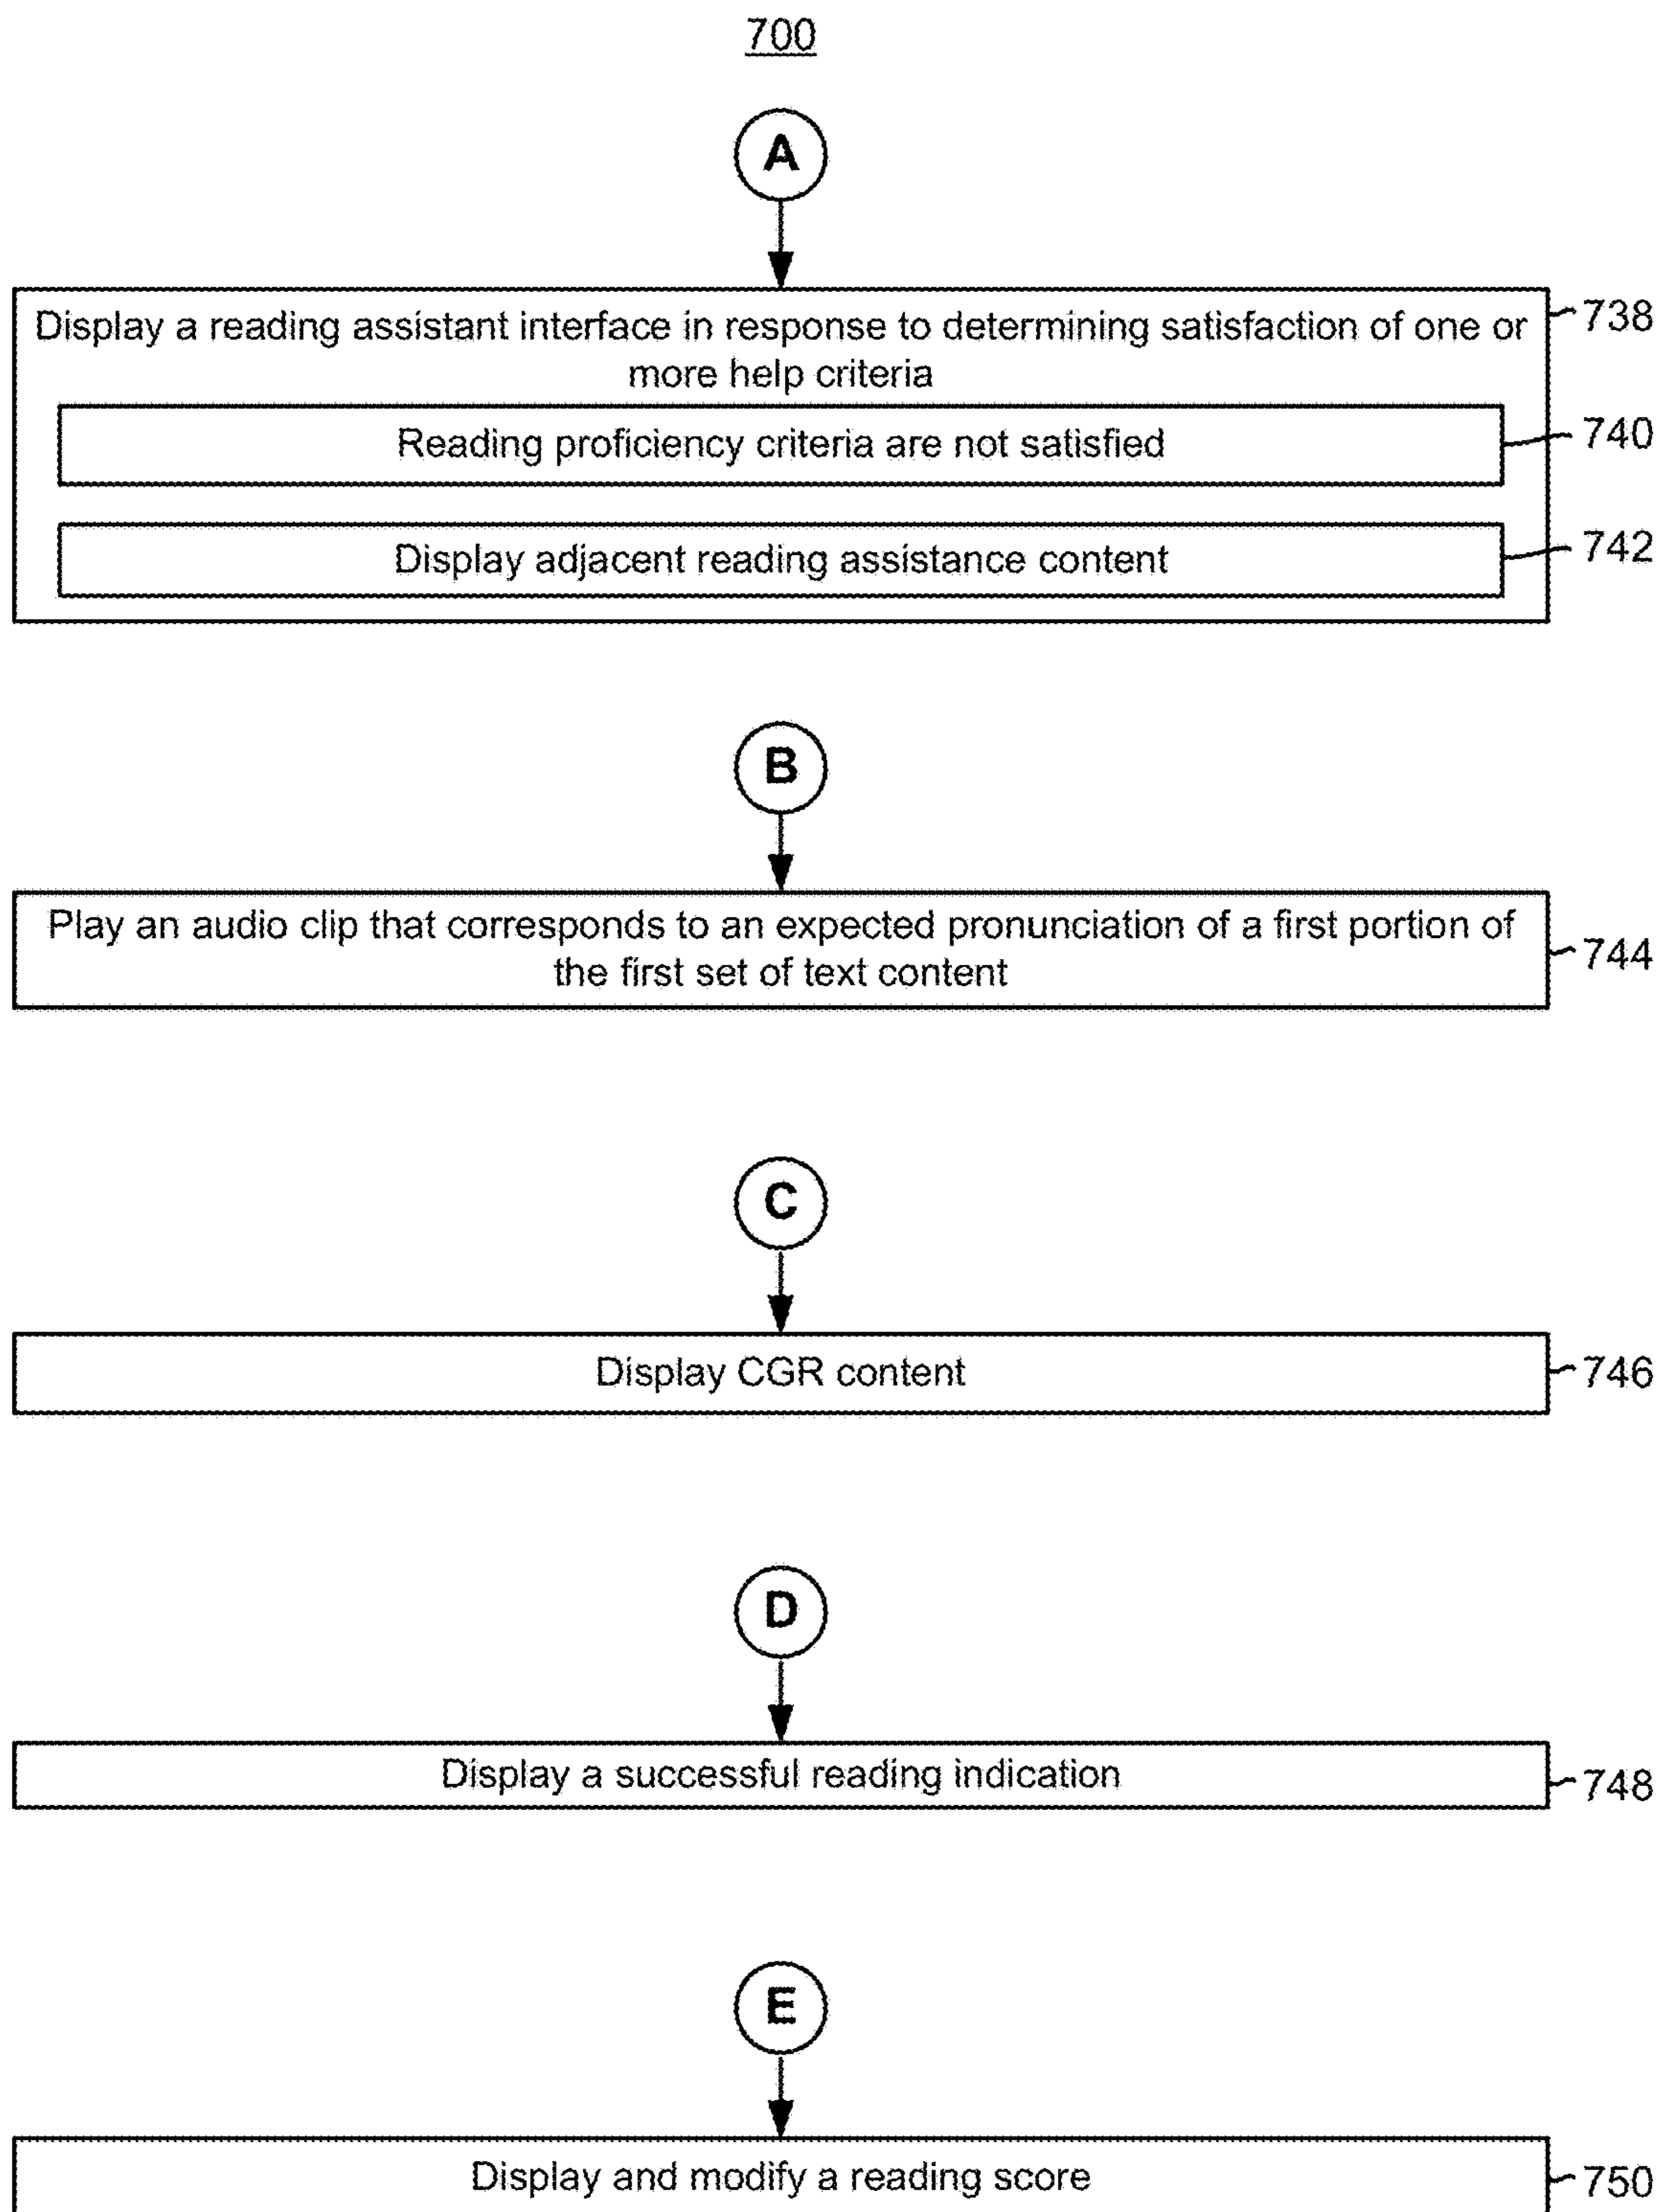 700
A
Display a reading assistant interface in response to determining satisfaction of one or
more help criteria
738
Reading proficiency criteria are not satisfied
740
Display adjacent reading assistance content
742
B
Play an audio clip that corresponds to an expected pronunciation of a first portion of
the first set of text content
744
C
Display CGR content
746
D
Display a successful reading indication
748
E
Display and modify a reading score
750